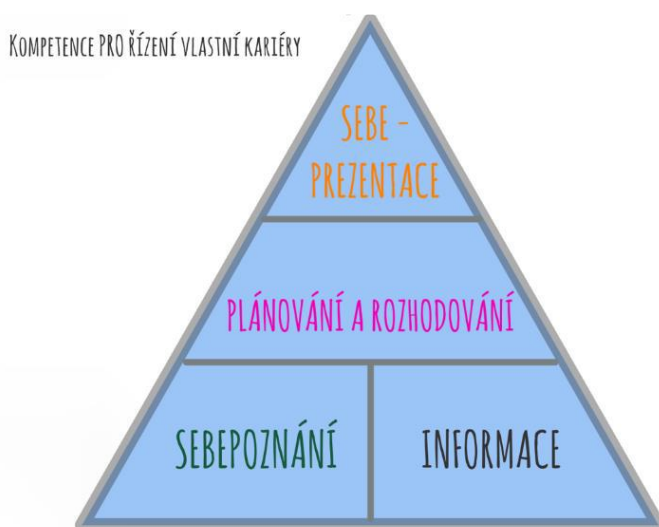 Kompetence PRO řízení vlastní kariéry
SEBE -
PREZENTACE
PLÁNOVÁNÍ A ROZHODOVÁNÍ
SEBEPOZNÁNÍ
INFORMACE